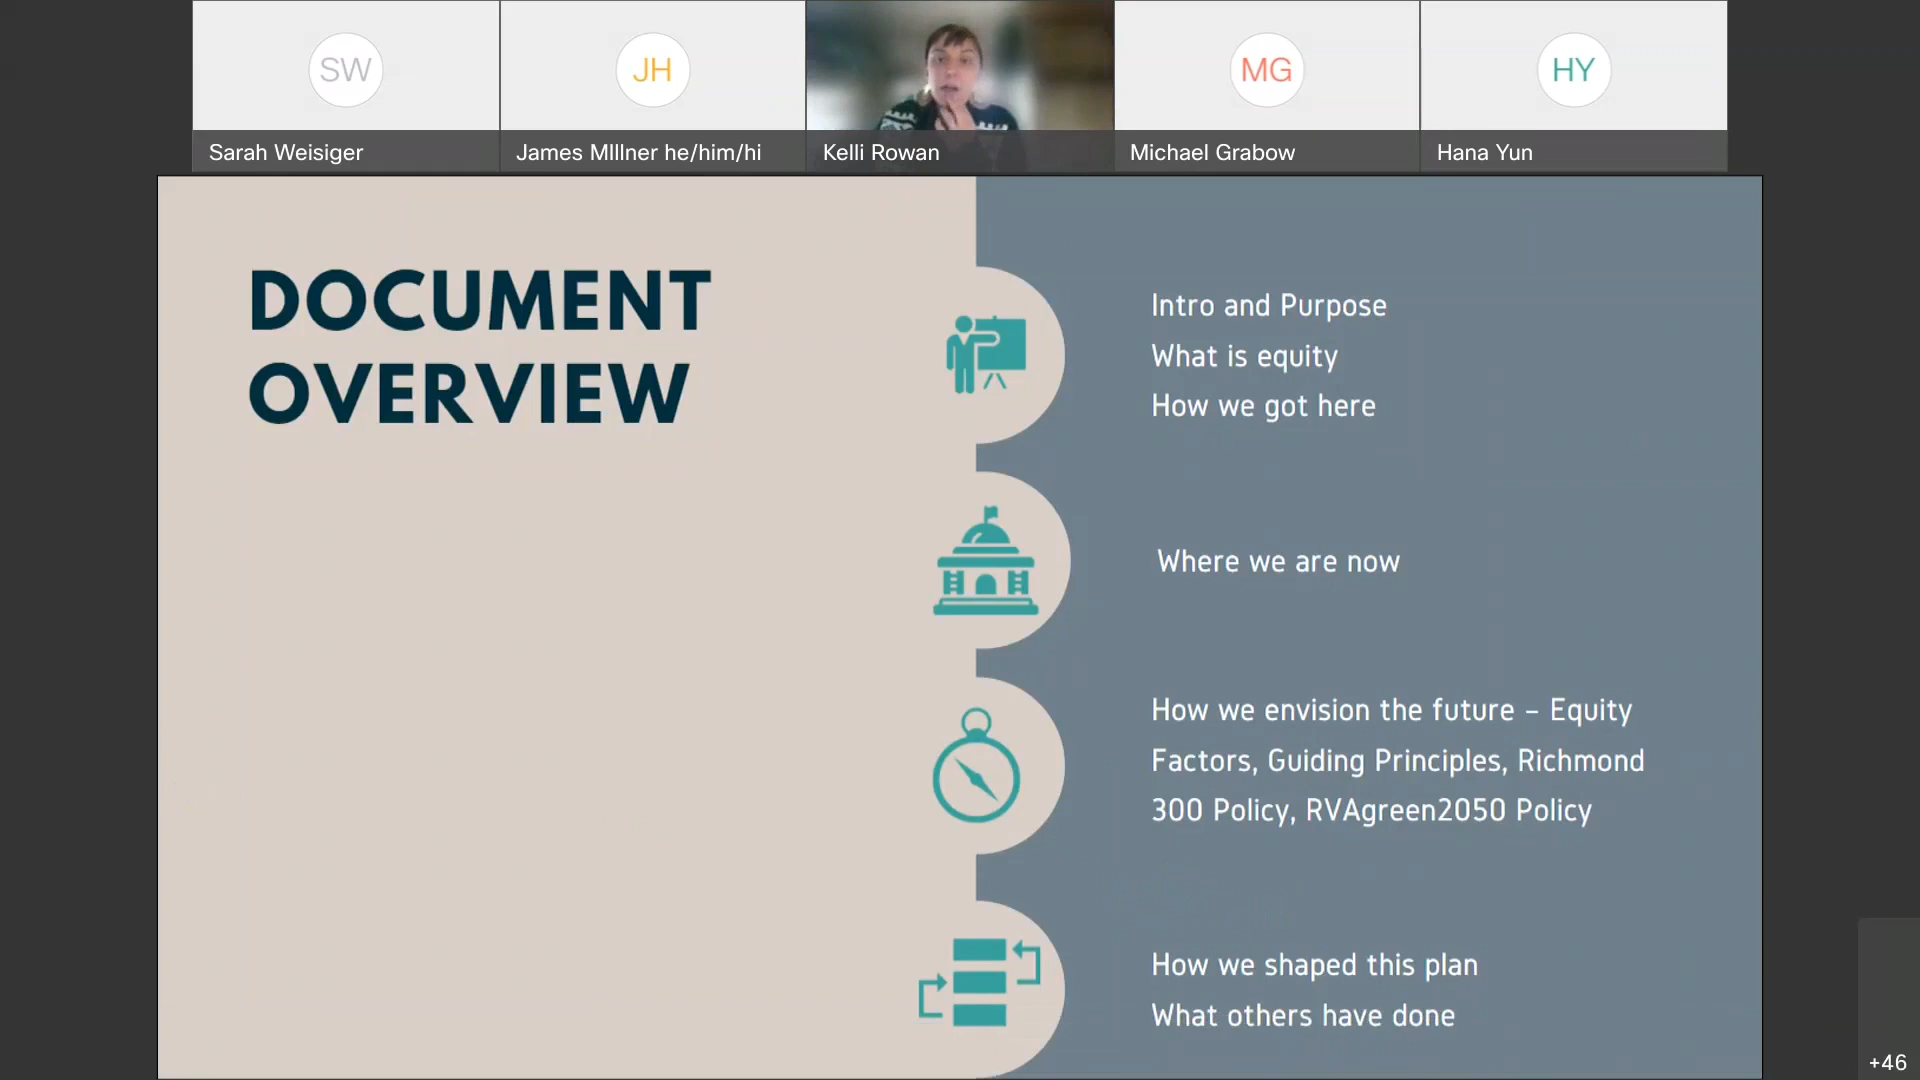 SW
JH
MG
HY
Sarah Weisiger
James MIllner he/him/hi
Kelli Rowan
Michael Grabow
Hana Yun
DOCUMENT
OVERVIEW
Intro and Purpose
What is equity
How we got here
Where we are now
How we envision the future – Equity
Factors, Guiding Principles, Richmond
300 Policy, RVAgreen2050 Policy
How we shaped this plan
What others have done
+46